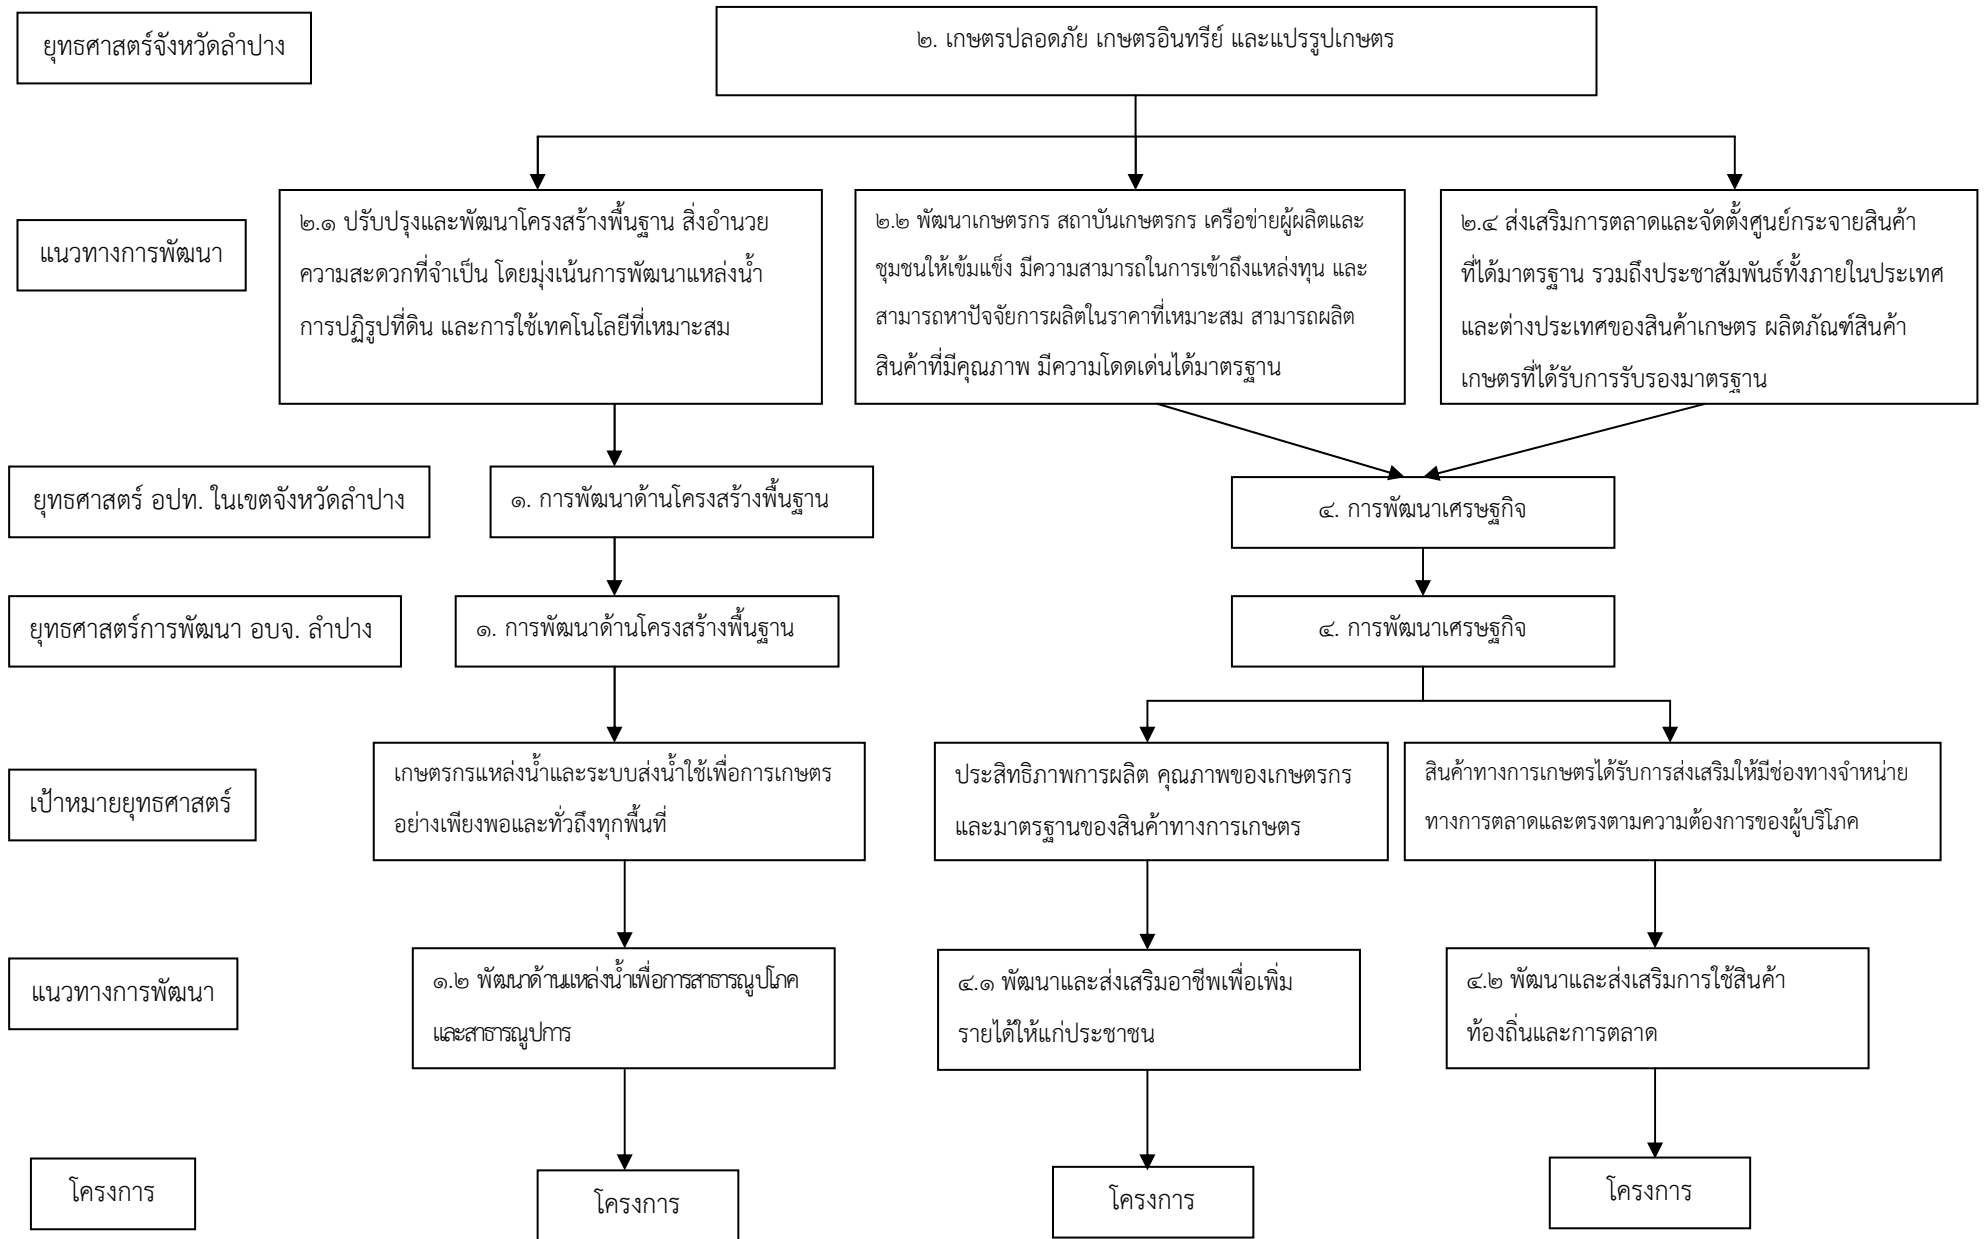 ยุทธศาสตร์จังหวัดลำปาง
๒. เกษตรปลอดภัย เกษตรอินทรีย์ และแปรรูปเกษตร
แนวทางการพัฒนา
๒.๑ ปรับปรุงและพัฒนาโครงสร้างพื้นฐาน สิ่งอำนวย
ความสะดวกที่จำเป็น โดยมุ่งเน้นการพัฒนาแหล่งน้ำ
การปฏิรูปที่ดิน และการใช้เทคโนโลยีที่เหมาะสม
๒.๒ พัฒนาเกษตรกร สถาบันเกษตรกร เครือข่ายผู้ผลิตและ
ชุมชนให้เข้มแข็ง มีความสามารถในการเข้าถึงแหล่งทุน และ
สามารถหาปัจจัยการผลิตในราคาที่เหมาะสม สามารถผลิต
สินค้าที่มีคุณภาพ มีความโดดเด่นได้มาตรฐาน
๒.๔ ส่งเสริมการตลาดและจัดตั้งศูนย์กระจายสินค้า
ที่ได้มาตรฐาน รวมถึงประชาสัมพันธ์ทั้งภายในประเทศ
และต่างประเทศของสินค้าเกษตร ผลิตภัณฑ์สินค้า
เกษตรที่ได้รับการรับรองมาตรฐาน
ยุทธศาสตร์ อปท. ในเขตจังหวัดลำปาง
๑. การพัฒนาด้านโครงสร้างพื้นฐาน
๔. การพัฒนาเศรษฐกิจ
ยุทธศาสตร์การพัฒนา อบจ. ลำปาง
๑. การพัฒนาด้านโครงสร้างพื้นฐาน
๔. การพัฒนาเศรษฐกิจ
เป้าหมายยุทธศาสตร์
เกษตรกรแหล่งน้ำและระบบส่งน้ำใช้เพื่อการเกษตร
อย่างเพียงพอและทั่วถึงทุกพื้นที่
ประสิทธิภาพการผลิต คุณภาพของเกษตรกร
และมาตรฐานของสินค้าทางการเกษตร
สินค้าทางการเกษตรได้รับการส่งเสริมให้มีช่องทางจำหน่าย
ทางการตลาดและตรงตามความต้องการของผู้บริโภค
แนวทางการพัฒนา
๑.๒ พัฒนาด้านแหล่งน้ำเพื่อการสาธารณูปโภค
และสาธารณูปการ
๔.๑ พัฒนาและส่งเสริมอาชีพเพื่อเพิ่ม
รายได้ให้แก่ประชาชน
๔.๒ พัฒนาและส่งเสริมการใช้สินค้า
ท้องถิ่นและการตลาด
โครงการ
โครงการ
โครงการ
โครงการ